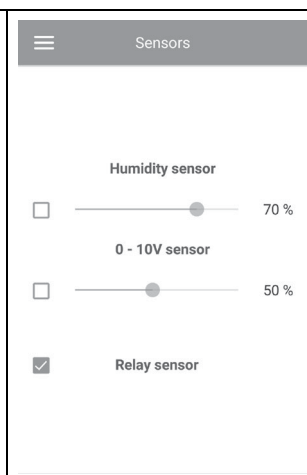 Sensors
Humidity sensor
70 %
0 - 10V sensor
50 %
Relay sensor